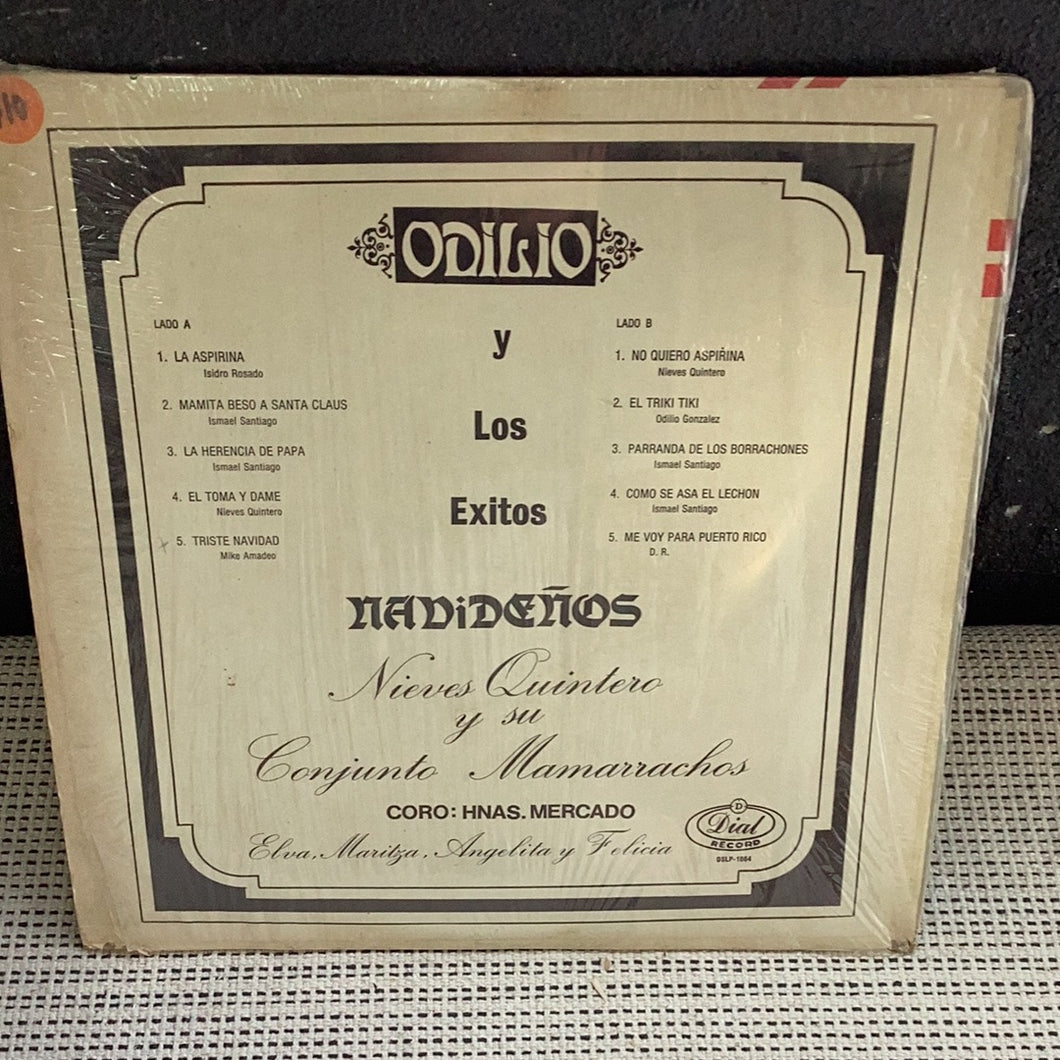 ODILIO
y
Los
Exitos
LADO A
1. LA ASPIRINA
Isidro Rosado
2. MAMITA BESO A SANTA CLAUS
Ismael Santiago
3. LA HERENCIA DE PAPA
Ismael Santiago
4. EL TOMA Y DAME
Nieves Quintero
5. TRISTE NAVIDAD
Mike Amadeo
LADO B
1. NO QUIERO ASPIRINA
Nieves Quintero
2. EL TRIKI TIKI
Odilio Gonzalez
3. PARRANDA DE LOS BORRACHONES
Ismael Santiago
4. COMO SE ASA EL LECHON
Ismael Santiago
5. ME VOY PARA PUERTO RICO
D. R.
NAVIDEÑOS
Nieves Quintero
y su
Conjunto Mamarrachos
CORO: HNAS. MERCADO
Elva, Maritza, Angelita y Felicia
D
Dial
RECORD